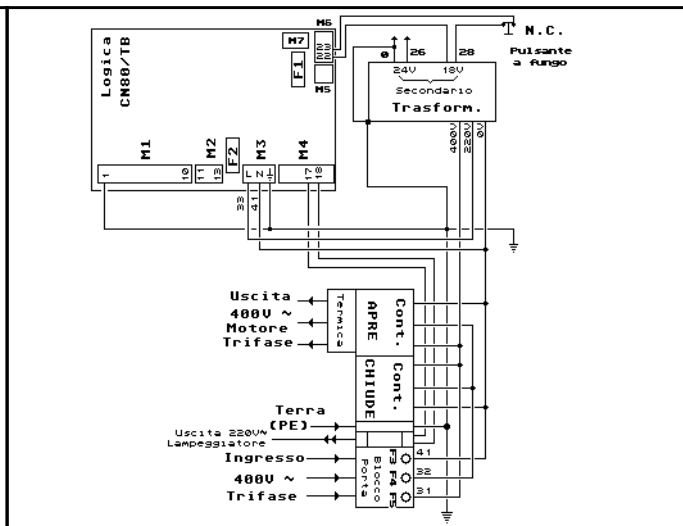 M6
N.C.
Pulsante
a fungo
Logica
CN80/TB
M7
F1
M5
22
23
0
26
28
24V
18V
Secondario
Trasform.
400V
220V
0V
M1
M2
F2
M3
M4
1
10
11
13
L
N
17
18
33
41
Uscita
400V ~
Motore
Trifase
Termica
APRE
Cont.
CHIUDE
Cont.
Terra
(PE)
Uscita 220V~
Lampeggiatore
Ingresso
400V ~
Trifase
Blocco
Porta
F3
F4
F5
41
32
31